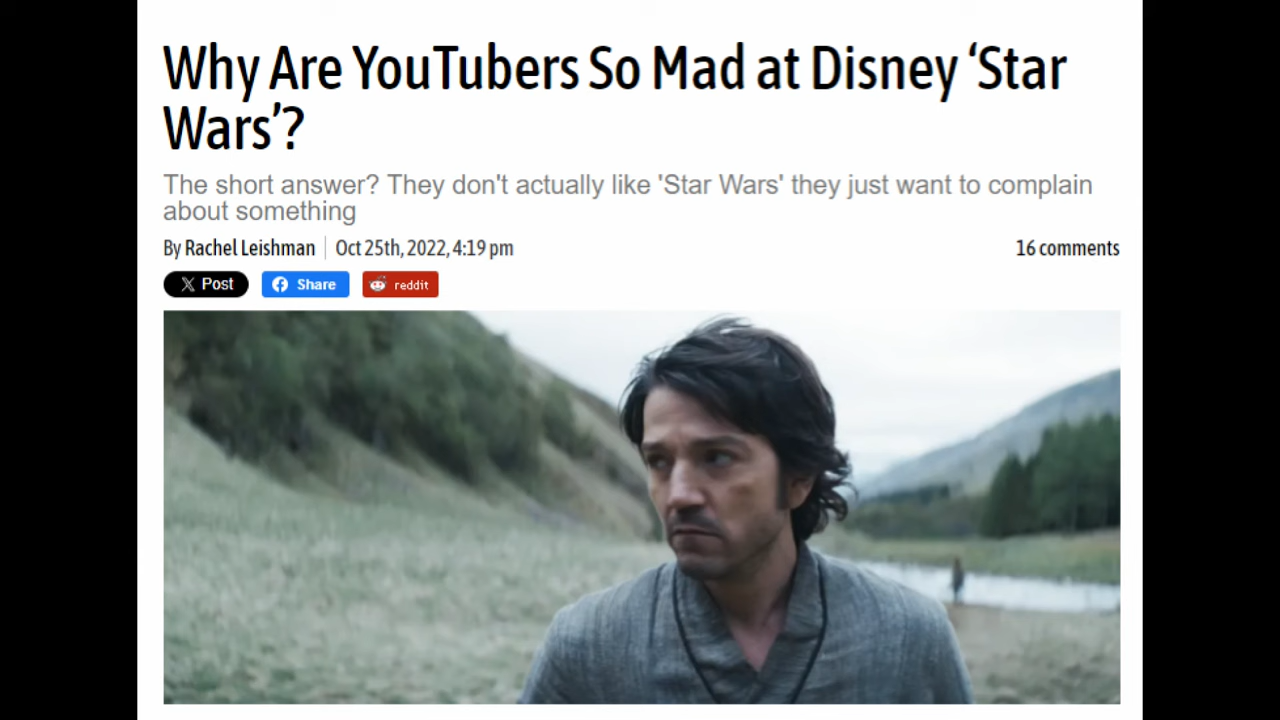 Why Are YouTubers So Mad at Disney ‘Star
Wars’?
The short answer? They don't actually like 'Star Wars' they just want to complain
about something
By Rachel Leishman | Oct 25th, 2022, 4:19 pm
16 comments
Post
Share
reddit